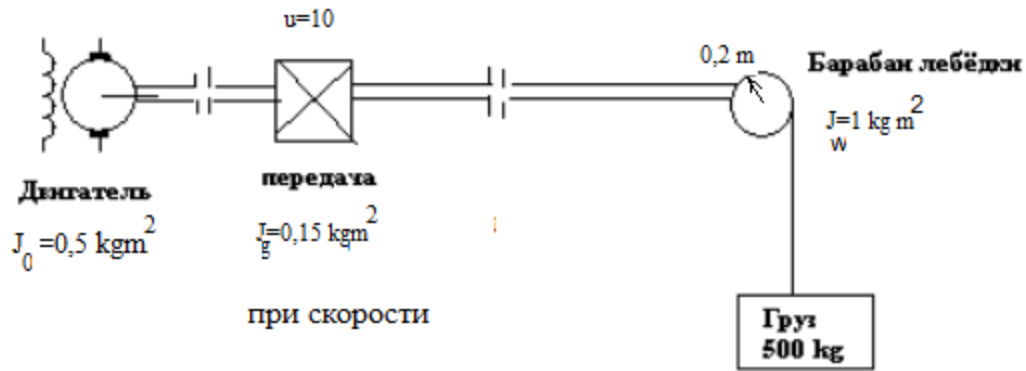 u=10
0,2 m
Барабан лебёдки
J=1 kg m²
w
передача
Двигатель
J₀ =0,5 kgm²
J=0,15 kgm²
g
при скорости
Груз
500 kg